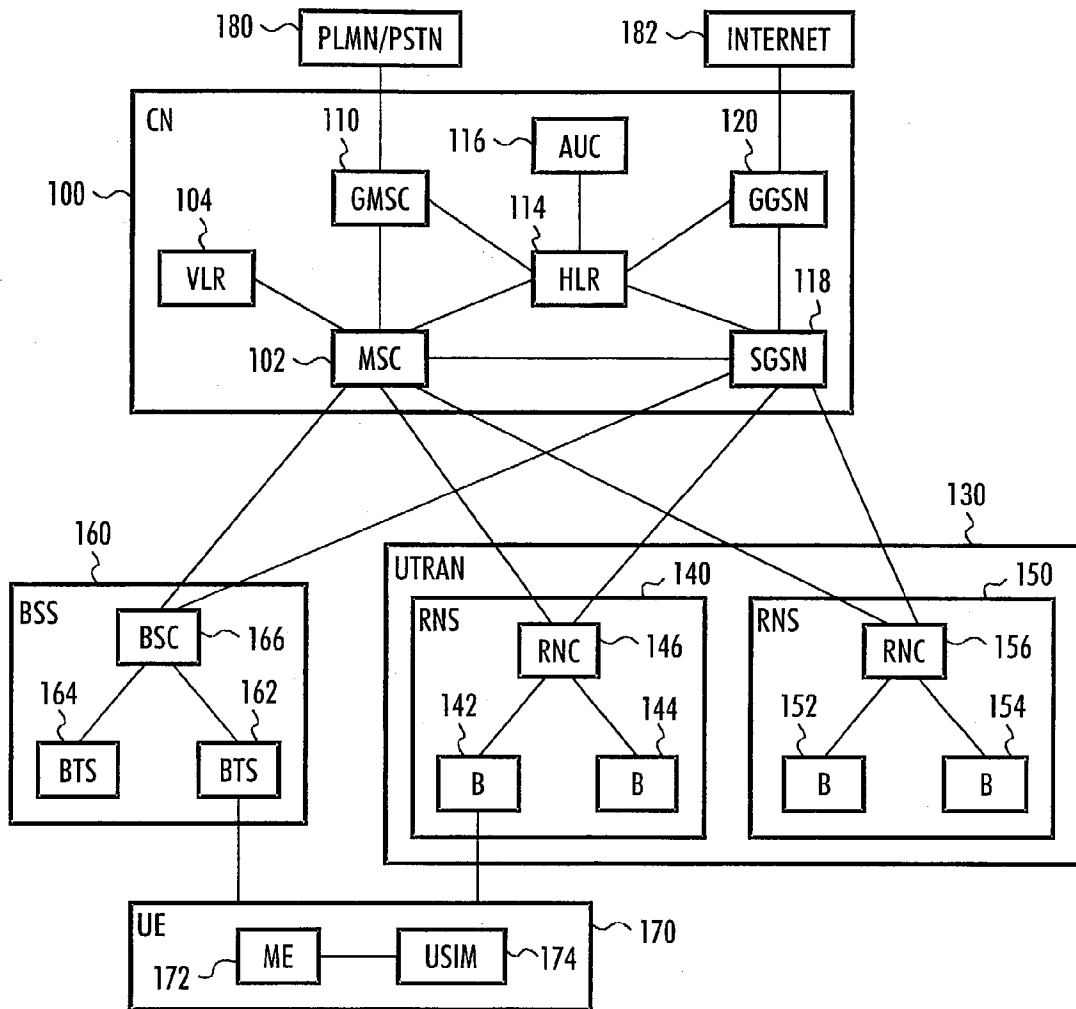 180 PLMN/PSTN
182 INTERNET
CN
110
116 AUC
120
100
104
GMSC
114
GGSN
VLR
HLR
118
102 MSC
SGSN
130
160
UTRAN
140
150
BSS
RNS
RNS
BSC 166
RNC 146
RNC 156
164
162
142
144
152
154
BTS
BTS
B
B
B
B
UE
170
172 ME
USIM 174